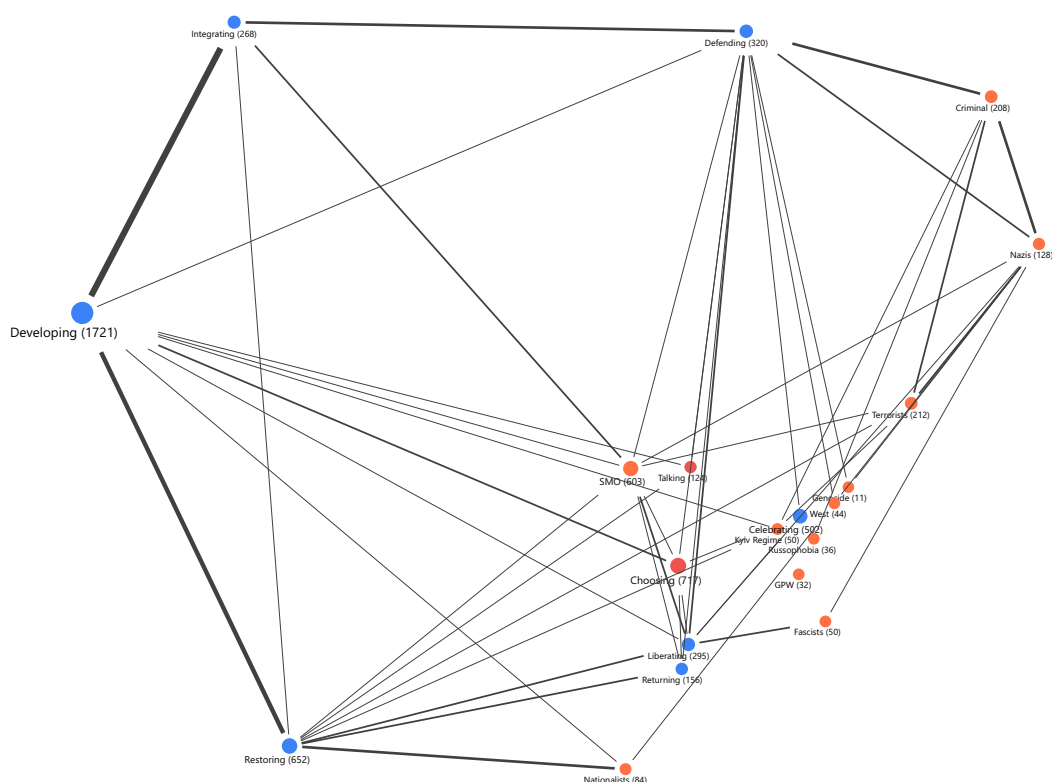 Integrating (268)
Defending (320)
Criminal (208)
Nazis (128)
Developing (1721)
Terrorists (212)
SMO (603)
Talking (124)
Genocide (11)
West (44)
Celebrating (502)
Kyiv Regime (50)
Russophobia (36)
Choosing (717)
GPW (32)
Fascists (50)
Liberating (295)
Returning (156)
Restoring (652)
Nationalists (84)